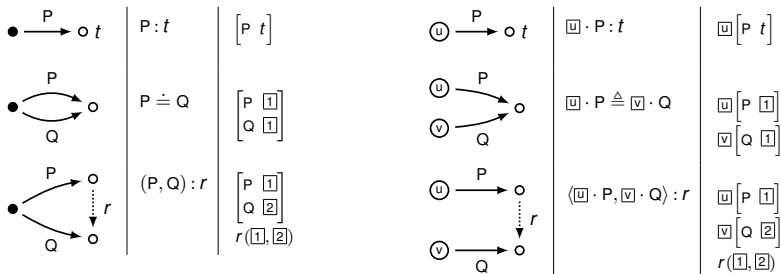 P t P : t [P t]
P Q P ≐ Q [P 1 Q 1]
P Q r (P, Q) : r [P 1 Q 2] r(1, 2)
u P t u · P : t u[P t]
u v P Q u · P ≜ v · Q u[P 1] v[Q 1]
u v P Q r ⟨u · P, v · Q⟩ : r u[P 1] v[Q 2] r(1, 2)